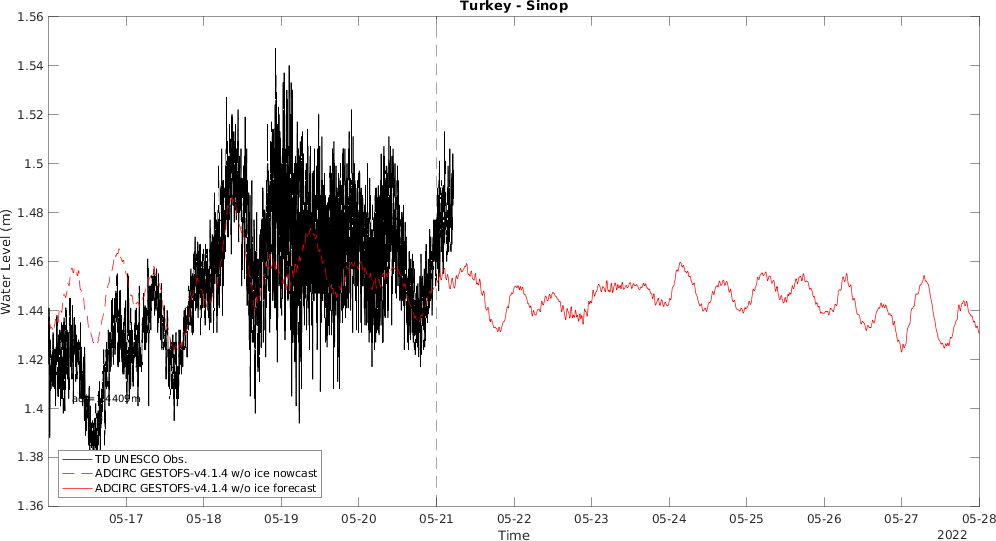 Turkey - Sinop
1.56
1.54
1.52
1.5
1.48
1.46
1.44
1.42
1.4
1.38
1.36
Water Level (m)
TD UNESCO Obs.
ADCIRC GESTOFS-v4.1.4 w/o ice nowcast
ADCIRC GESTOFS-v4.1.4 w/o ice forecast
05-17 05-18 05-19 05-20 05-21 05-22 05-23 05-24 05-25 05-26 05-27 05-28
Time
2022